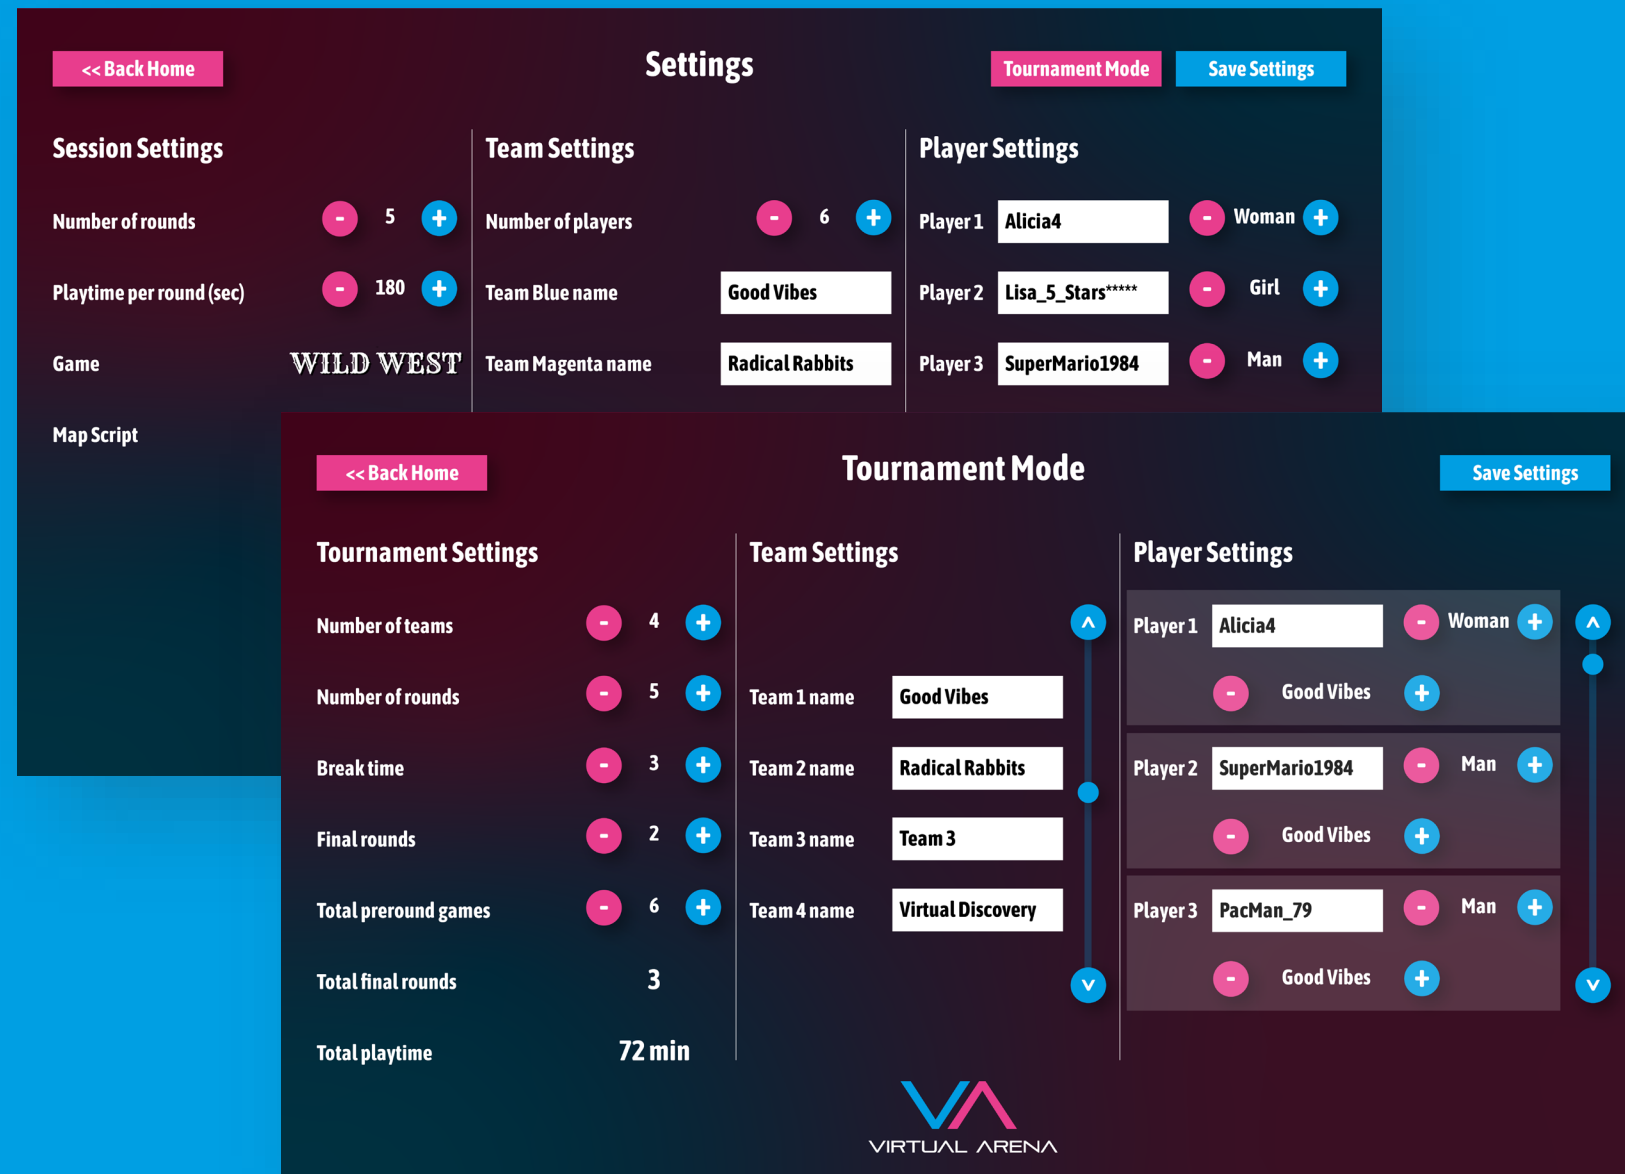 << Back Home
Settings
Tournament Mode
Save Settings
Session Settings
Number of rounds
- 5 +
Playtime per round (sec)
- 180 +
Game
WILD WEST
Map Script
Team Settings
Number of players
- 6 +
Team Blue name
Good Vibes
Team Magenta name
Radical Rabbits
Player Settings
Player 1
Alicia4
- Woman +
Player 2
Lisa_5_Stars*****
- Girl +
Player 3
SuperMario1984
- Man +
<< Back Home
Tournament Mode
Save Settings
Tournament Settings
Number of teams
- 4 +
Number of rounds
- 5 +
Break time
- 3 +
Final rounds
- 2 +
Total preround games
- 6 +
Total final rounds
3
Total playtime
72 min
Team Settings
Team 1 name
Good Vibes
Team 2 name
Radical Rabbits
Team 3 name
Team 3
Team 4 name
Virtual Discovery
Player Settings
Player 1
Alicia4
- Woman +
- Good Vibes +
Player 2
SuperMario1984
- Man +
- Good Vibes +
Player 3
PacMan_79
- Man +
- Good Vibes +
VIRTUAL ARENA